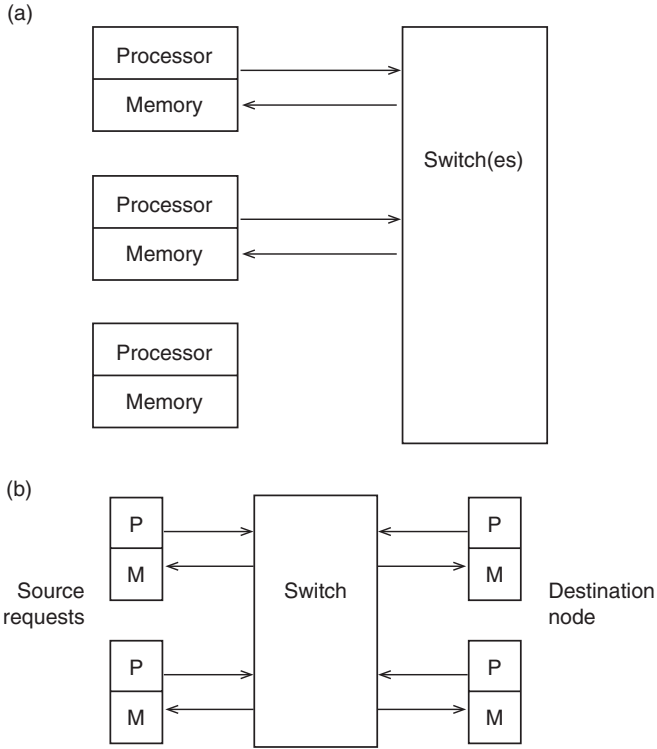 (a)
Processor
Memory
Switch(es)
Processor
Memory
Processor
Memory
(b)
P
M
P
M
Source
requests
Switch
P
M
P
M
Destination
node